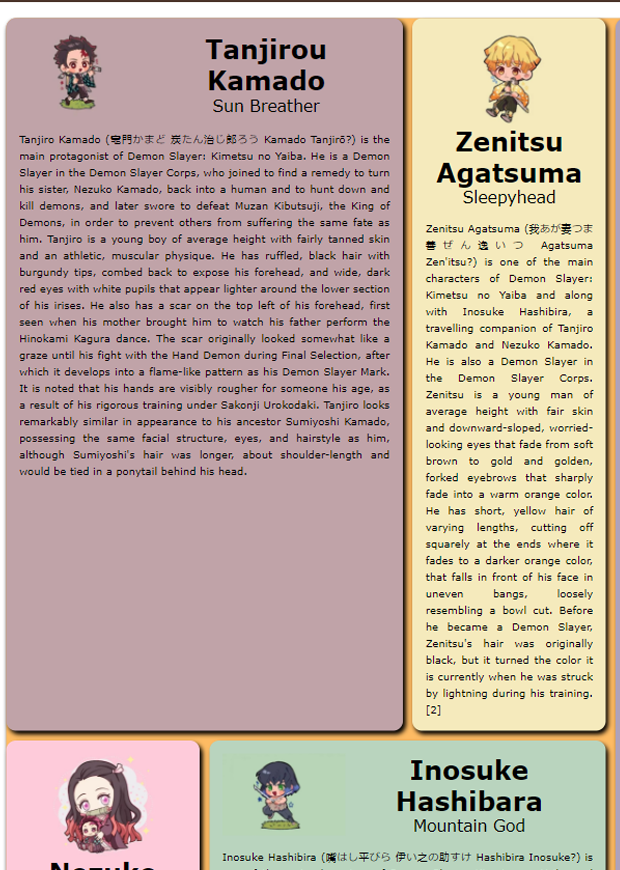 Tanjirou
Kamado
Sun Breather
Tanjiro Kamado (竈門かまど 炭たん治じ郎ろう Kamado Tanjirō?) is the
main protagonist of Demon Slayer: Kimetsu no Yaiba. He is a Demon
Slayer in the Demon Slayer Corps, who joined to find a remedy to turn
his sister, Nezuko Kamado, back into a human and to hunt down and
kill demons, and later swore to defeat Muzan Kibutsuji, the King of
Demons, in order to prevent others from suffering the same fate as
him. Tanjiro is a young boy of average height with fairly tanned skin
and an athletic, muscular physique. He has ruffled, black hair with
burgundy tips, combed back to expose his forehead, and wide, dark
red eyes with white pupils that appear lighter around the lower section
of his irises. He also has a scar on the top left of his forehead, first
seen when his mother brought him to watch his father perform the
Hinokami Kagura dance. The scar originally looked somewhat like a
graze until his fight with the Hand Demon during Final Selection, after
which it develops into a flame-like pattern as his Demon Slayer Mark.
It is noted that his hands are visibly rougher for someone his age, as
a result of his rigorous training under Sakonji Urokodaki. Tanjiro looks
remarkably similar in appearance to his ancestor Sumiyoshi Kamado,
possessing the same facial structure, eyes, and hairstyle as him,
although Sumiyoshi's hair was longer, about shoulder-length and
would be tied in a ponytail behind his head.
Zenitsu
Agatsuma
Sleepyhead
Zenitsu Agatsuma (我あが妻つま
善ぜん逸いつ Agatsuma
Zen'itsu?) is one of the main
characters of Demon Slayer:
Kimetsu no Yaiba and along
with Inosuke Hashibira, a
travelling companion of Tanjiro
Kamado and Nezuko Kamado.
He is also a Demon Slayer in
the Demon Slayer Corps.
Zenitsu is a young man of
average height with fair skin
and downward-sloped, worried-
looking eyes that fade from soft
brown to gold and golden,
forked eyebrows that sharply
fade into a warm orange color.
He has short, yellow hair of
varying lengths, cutting off
squarely at the ends where it
fades to a darker orange color,
that falls in front of his face in
uneven bangs, loosely
resembling a bowl cut. Before
he became a Demon Slayer,
Zenitsu's hair was originally
black, but it turned the color it
is currently when he was struck
by lightning during his training.
[2]
Nezuko
Inosuke
Hashibara
Mountain God
Inosuke Hashibira (嘴はし平びら 伊い之の助すけ Hashibira Inosuke?) is